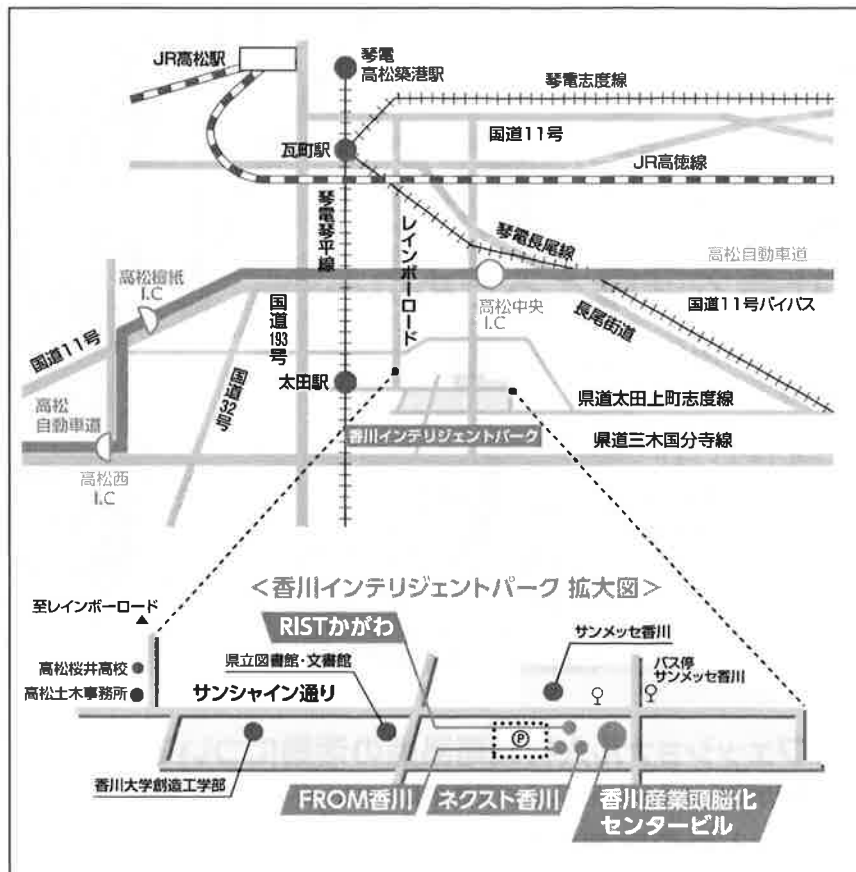 JR高松駅
琴電
高松築港駅
琴電志度線
国道11号
瓦町駅
JR高徳線
琴電琴平線
レインボーロード
琴電長尾線
高松自動車道
高松檀紙
I.C
高松中央
I.C
国道11号バイパス
長尾街道
国道11号
国道193号
国道32号
太田駅
高松
自動車道
県道太田上町志度線
香川インテリジェントパーク
県道三木国分寺線
高松西
I.C
＜香川インテリジェントパーク 拡大図＞
至レインボーロード
RISTかがわ
サンメッセ香川
高松桜井高校
県立図書館・文書館
バス停
サンメッセ香川
高松土木事務所
サンシャイン通り
P
香川大学創造工学部
FROM香川
ネクスト香川
香川産業頭脳化
センタービル